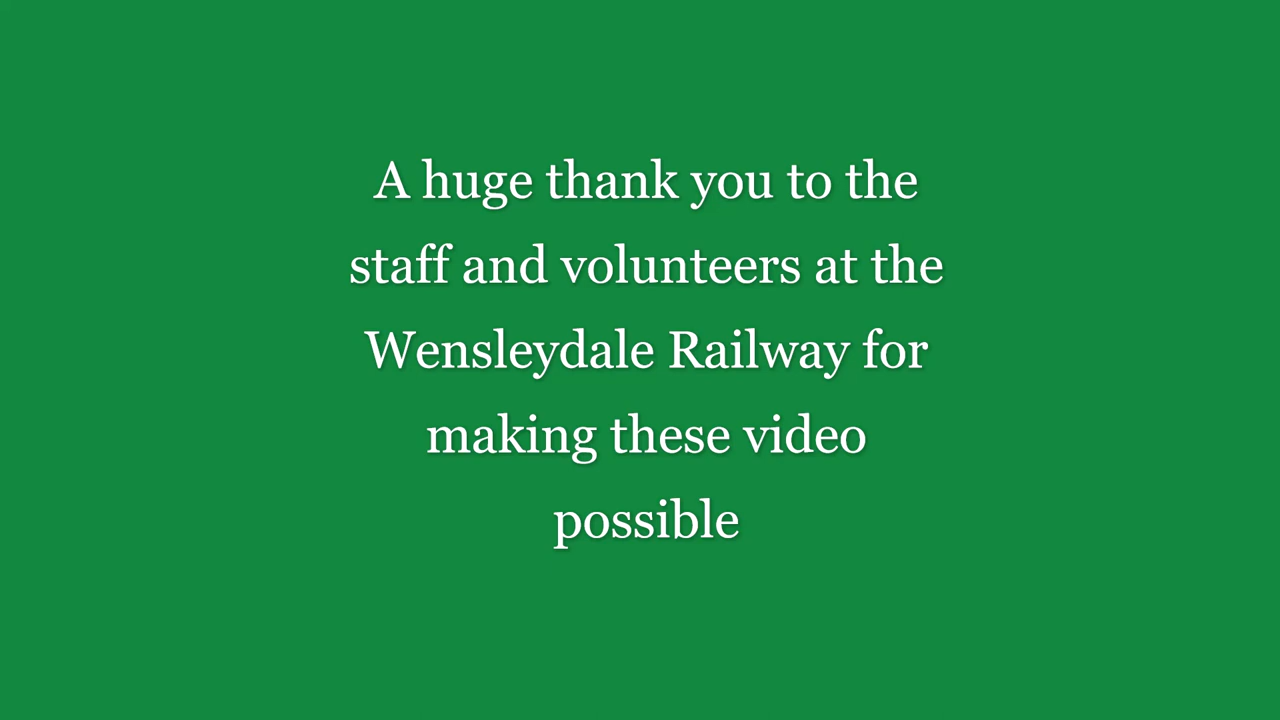 A huge thank you to the
staff and volunteers at the
Wensleydale Railway for
making these video
possible